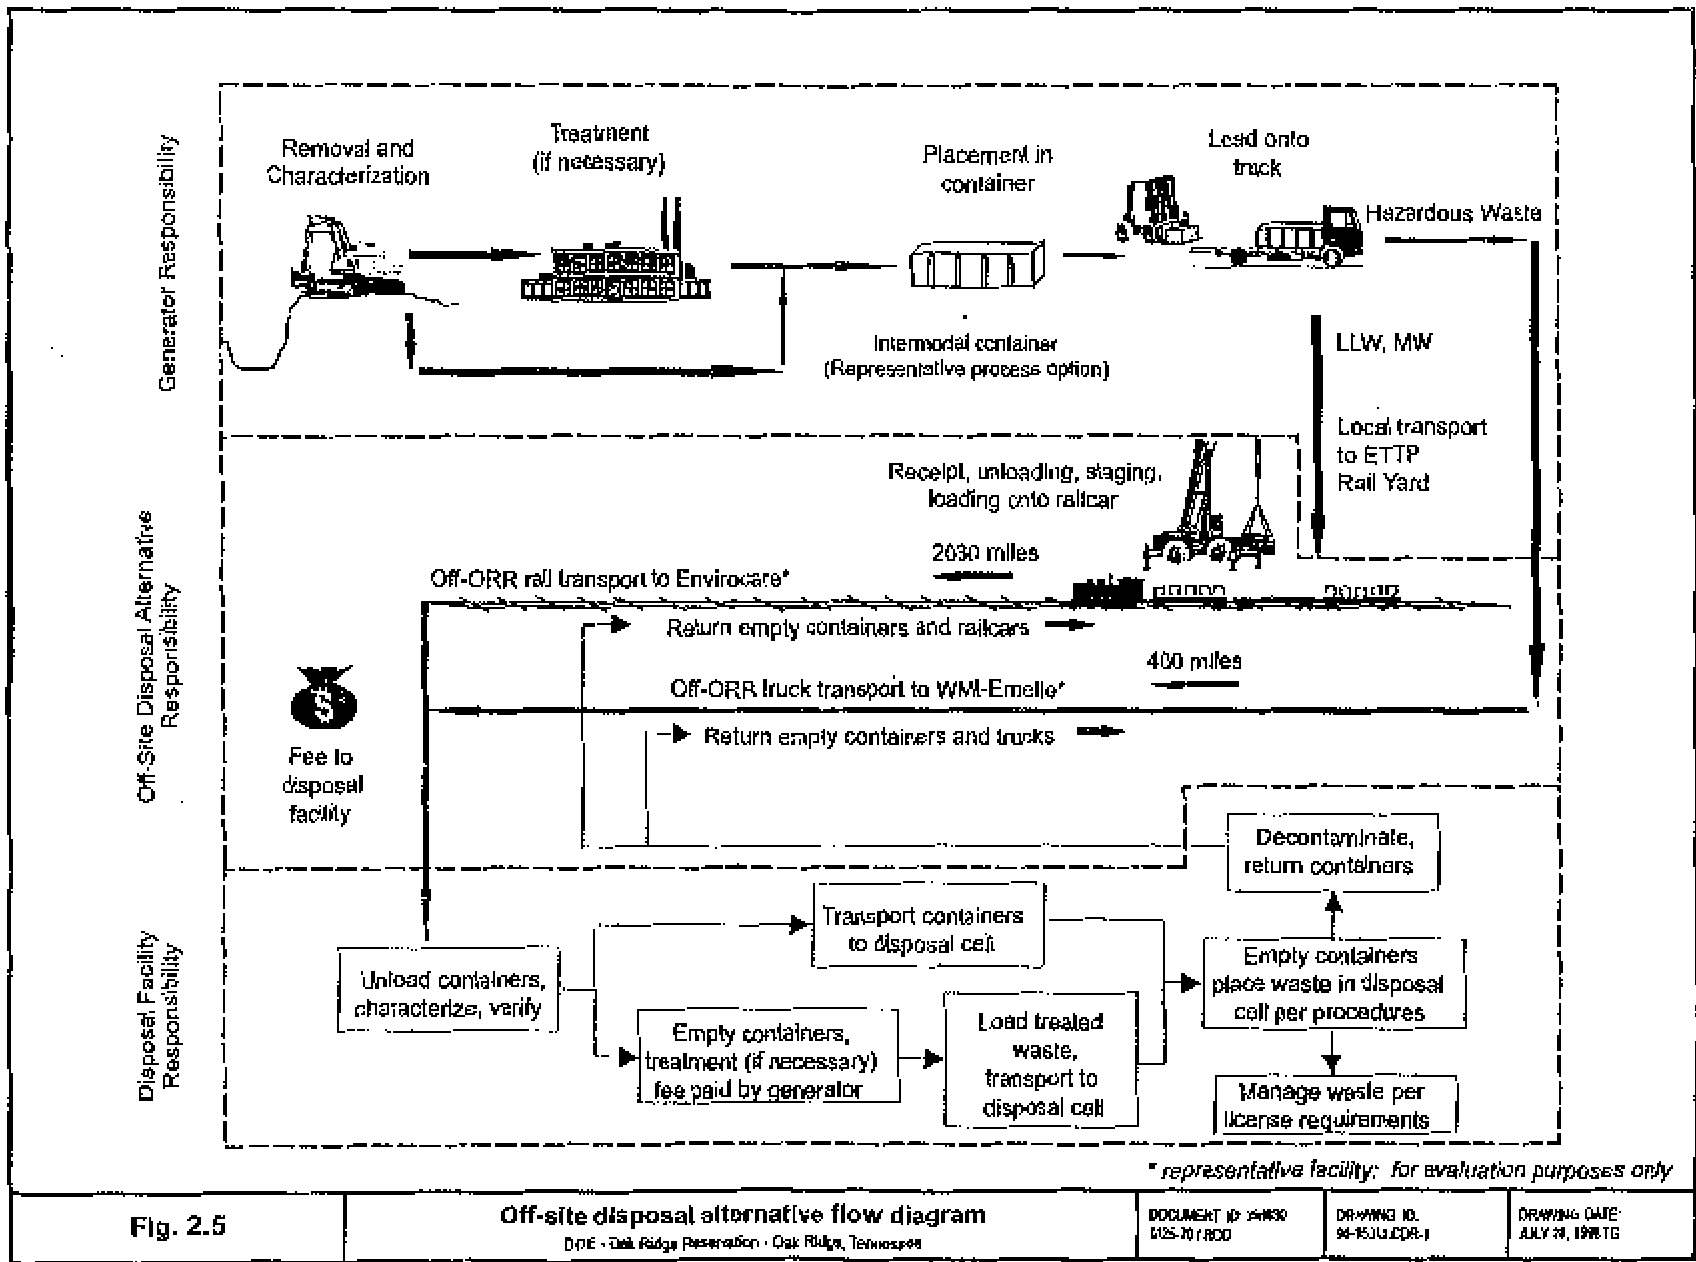 Generator Responsibility
Removal and
Characterization
Treatment
(if necessary)
Placement in
container
Load onto
truck
Hazardous Waste
Intermodal container
(Representative process option)
LLW, MW
Local transport
to ETTP
Rail Yard
Off-Site Disposal Alternative
Responsibility
Receipt, unloading, staging,
loading onto railcar
2030 miles
Off-ORR rail transport to Envirocare*
Return empty containers and railcars
400 miles
Off-ORR truck transport to WMI-Emelle*
Return empty containers and trucks
$
Fee to
disposal
facility
Disposal Facility
Responsibility
Decontaminate,
return containers
Transport containers
to disposal cell
Unload containers,
characterize, verify
Empty containers,
treatment (if necessary)
fee paid by generator
Load treated
waste,
transport to
disposal cell
Empty containers
place waste in disposal
cell per procedures
Manage waste per
license requirements
* representative facility: for evaluation purposes only
Fig. 2.5
Off-site disposal alternative flow diagram
DOE - Oak Ridge Reservation - Oak Ridge, Tennessee
DOCUMENT ID:
DRAWING ID:
DRAWING DATE: